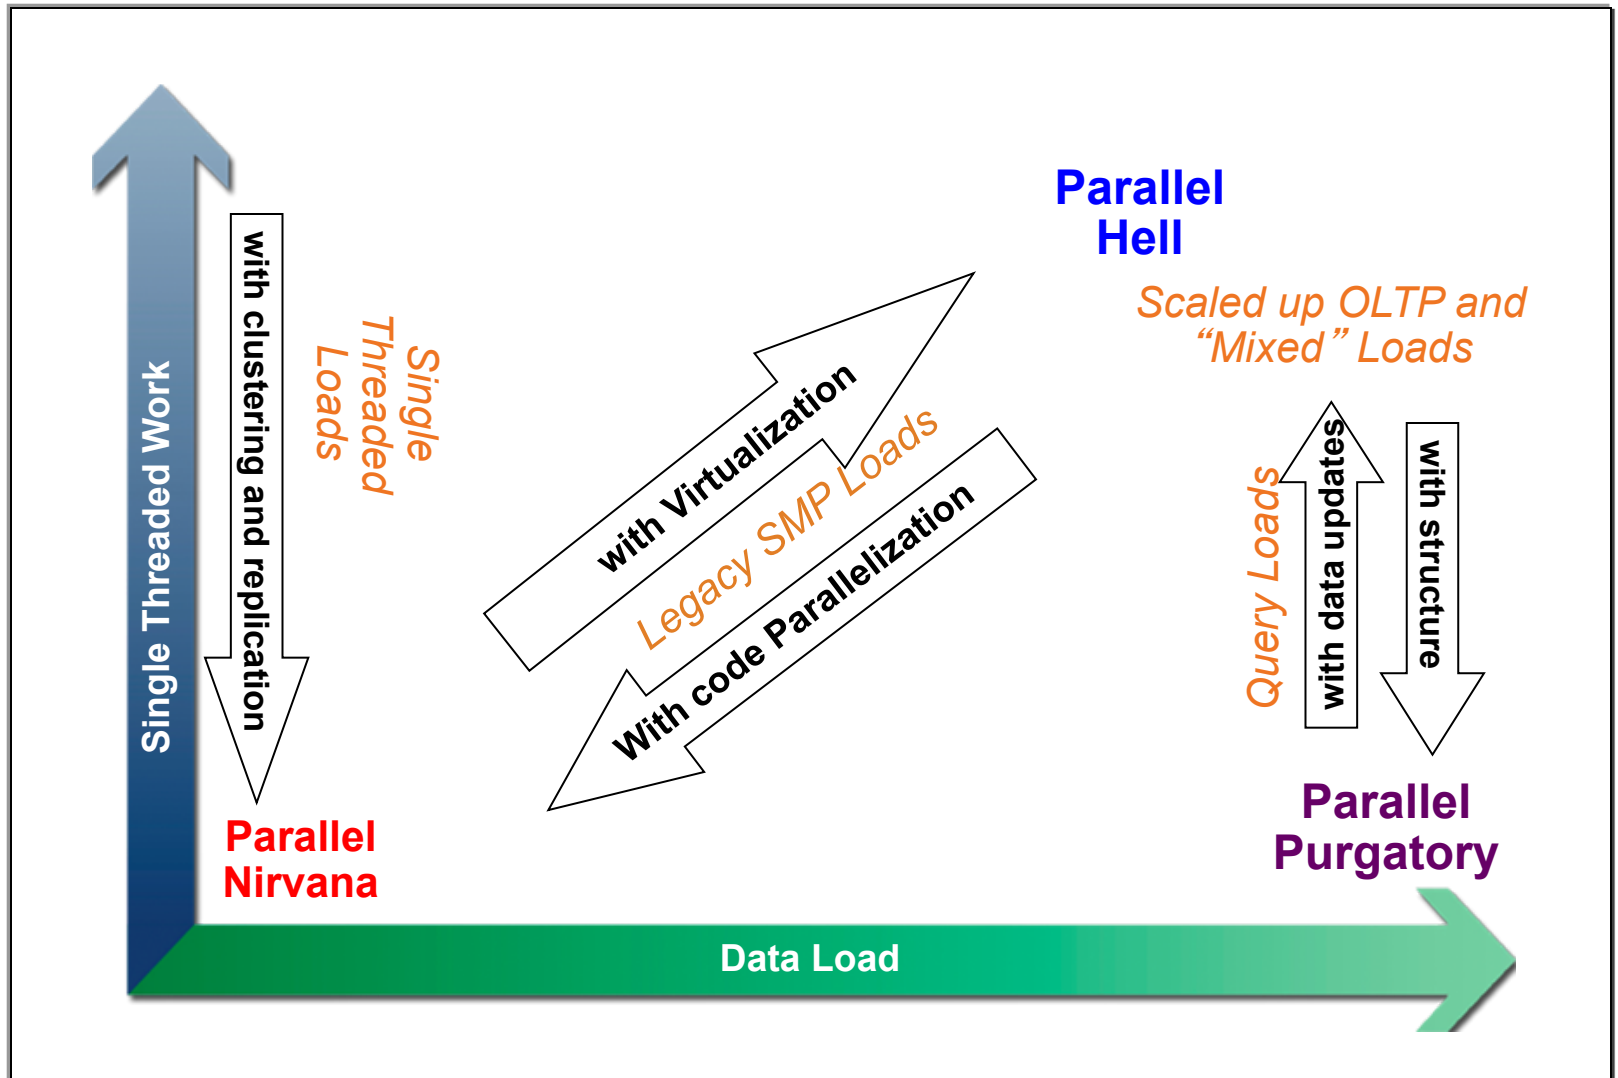 Single Threaded Work
with clustering and replication
Single
Threaded
Loads
with Virtualization
Legacy SMP Loads
With code Parallelization
Parallel
Hell
Scaled up OLTP and
“Mixed” Loads
Query Loads
with data updates
with structure
Parallel
Nirvana
Parallel
Purgatory
Data Load